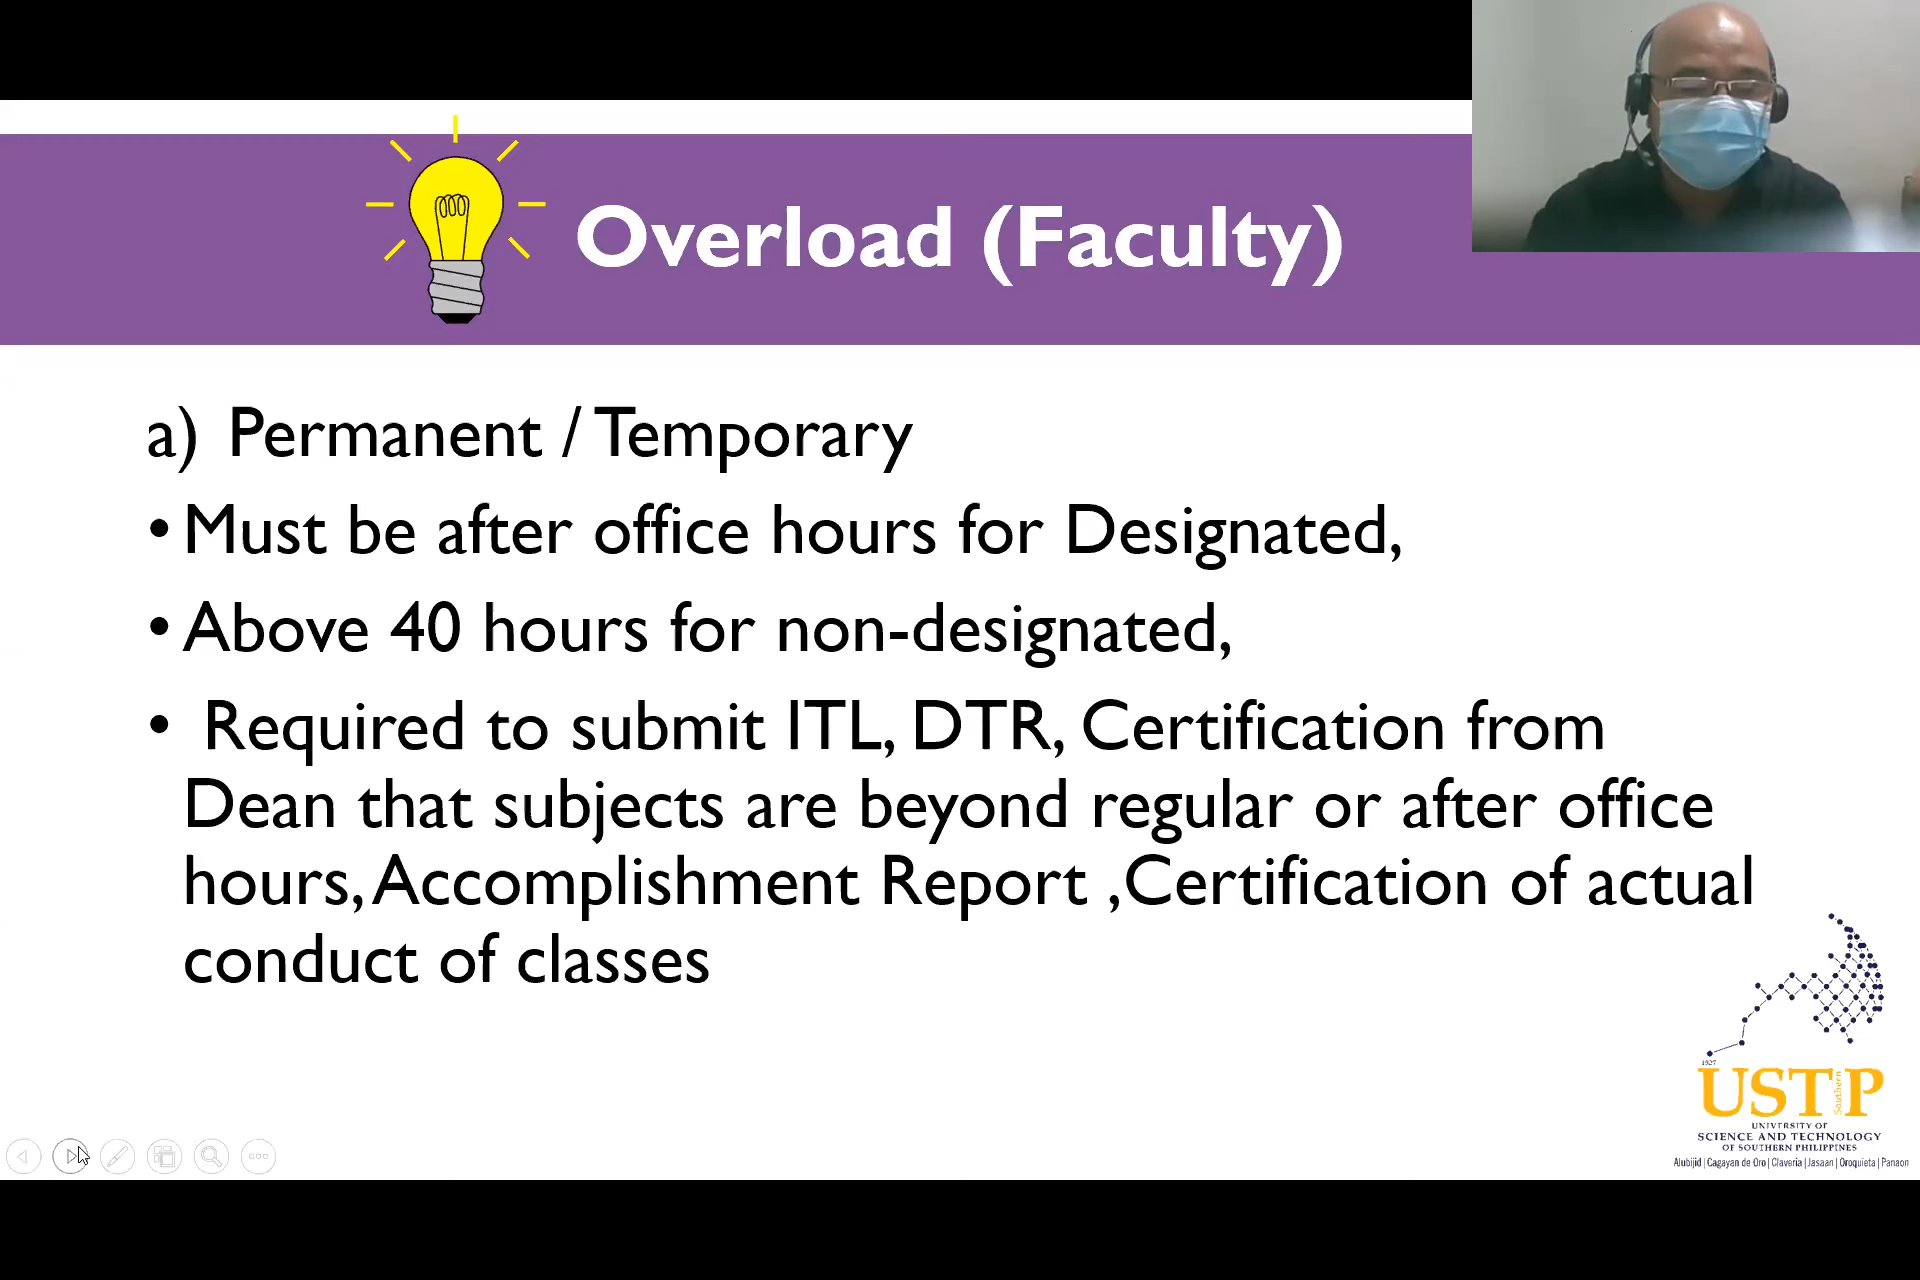 Overload (Faculty)
a) Permanent / Temporary
• Must be after office hours for Designated,
• Above 40 hours for non-designated,
• Required to submit ITL, DTR, Certification from
Dean that subjects are beyond regular or after office
hours, Accomplishment Report ,Certification of actual
conduct of classes
1927
USTP
Southern
UNIVERSITY OF
SCIENCE AND TECHNOLOGY
OF SOUTHERN PHILIPPINES
Alubijid | Cagayan de Oro | Claveria | Jasaan | Oroquieta | Panaon